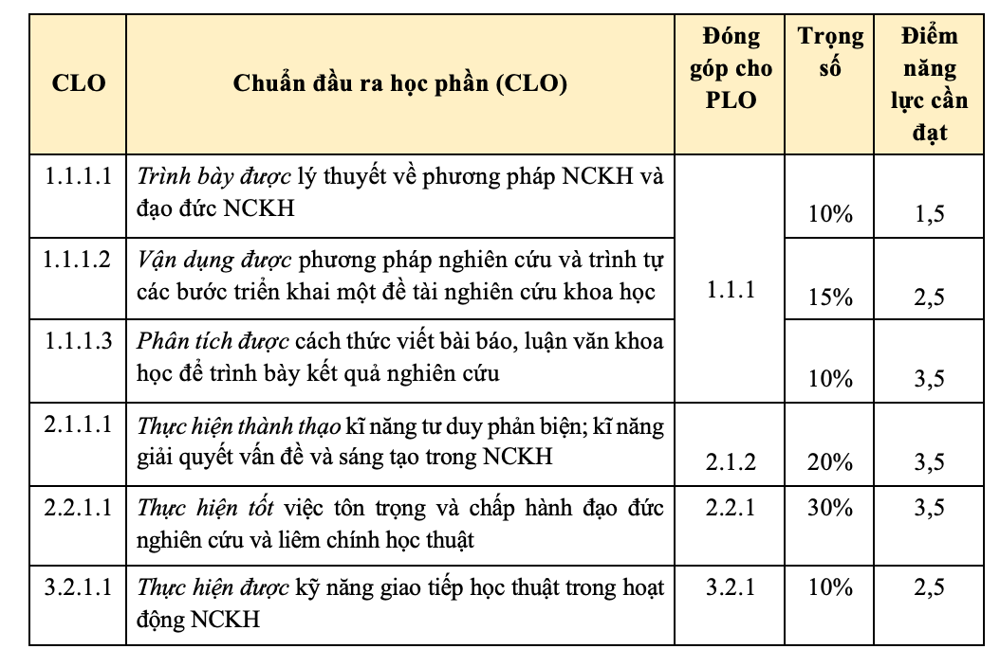 CLO
Chuẩn đầu ra học phần (CLO)
Đóng
góp cho
PLO
Trọng
số
Điểm
năng
lực cần
đạt
1.1.1.1
Trình bày được lý thuyết về phương pháp NCKH và
đạo đức NCKH
10%
1,5
1.1.1.2
Vận dụng được phương pháp nghiên cứu và trình tự
các bước triển khai một đề tài nghiên cứu khoa học
1.1.1
15%
2,5
1.1.1.3
Phân tích được cách thức viết bài báo, luận văn khoa
học để trình bày kết quả nghiên cứu
10%
3,5
2.1.1.1
Thực hiện thành thạo kĩ năng tư duy phản biện; kĩ năng
giải quyết vấn đề và sáng tạo trong NCKH
2.1.2
20%
3,5
2.2.1.1
Thực hiện tốt việc tôn trọng và chấp hành đạo đức
nghiên cứu và liêm chính học thuật
2.2.1
30%
3,5
3.2.1.1
Thực hiện được kỹ năng giao tiếp học thuật trong hoạt
động NCKH
3.2.1
10%
2,5